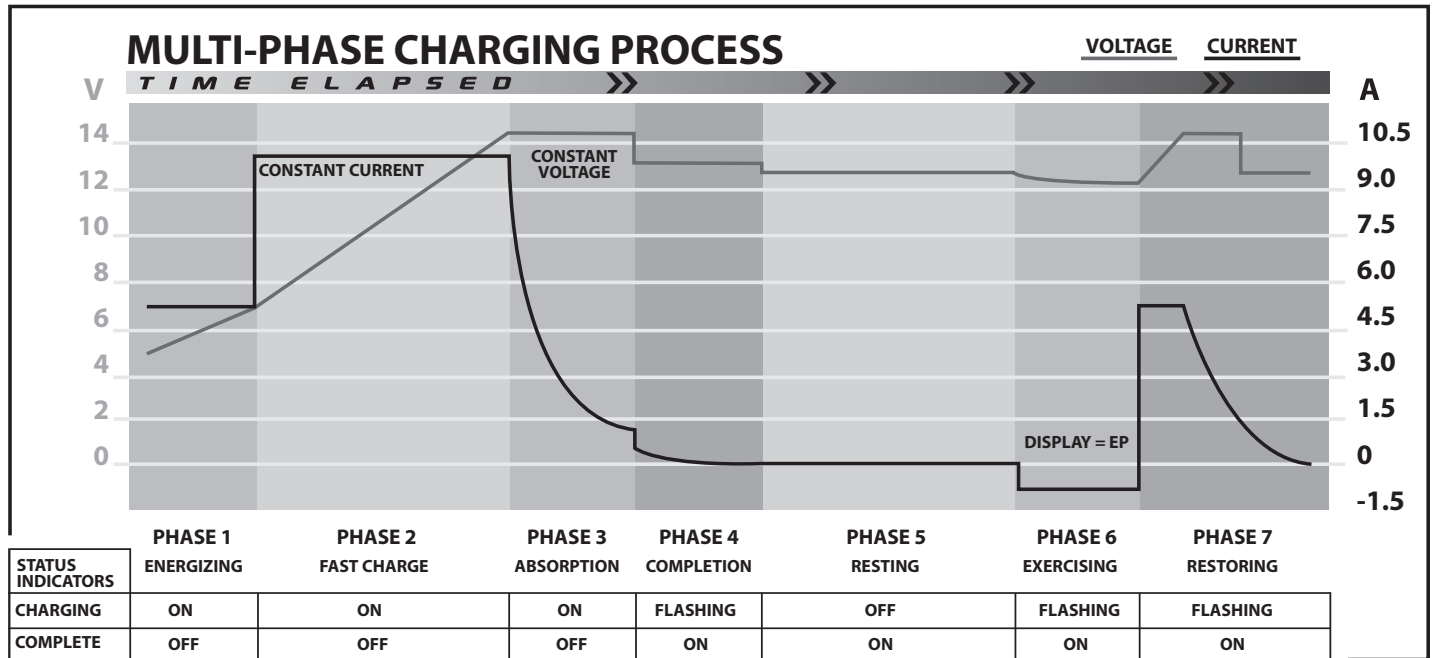 MULTI-PHASE CHARGING PROCESS
VOLTAGE CURRENT
V TIME ELAPSED A
14 10.5
12 9.0
10 7.5
8 6.0
6 4.5
4 3.0
2 1.5
0 0
-1.5
CONSTANT CURRENT
CONSTANT
VOLTAGE
DISPLAY = EP
PHASE 1 PHASE 2 PHASE 3 PHASE 4 PHASE 5 PHASE 6 PHASE 7
STATUS
INDICATORS
ENERGIZING FAST CHARGE ABSORPTION COMPLETION RESTING EXERCISING RESTORING
CHARGING ON ON ON FLASHING OFF FLASHING FLASHING
COMPLETE OFF OFF OFF ON ON ON ON